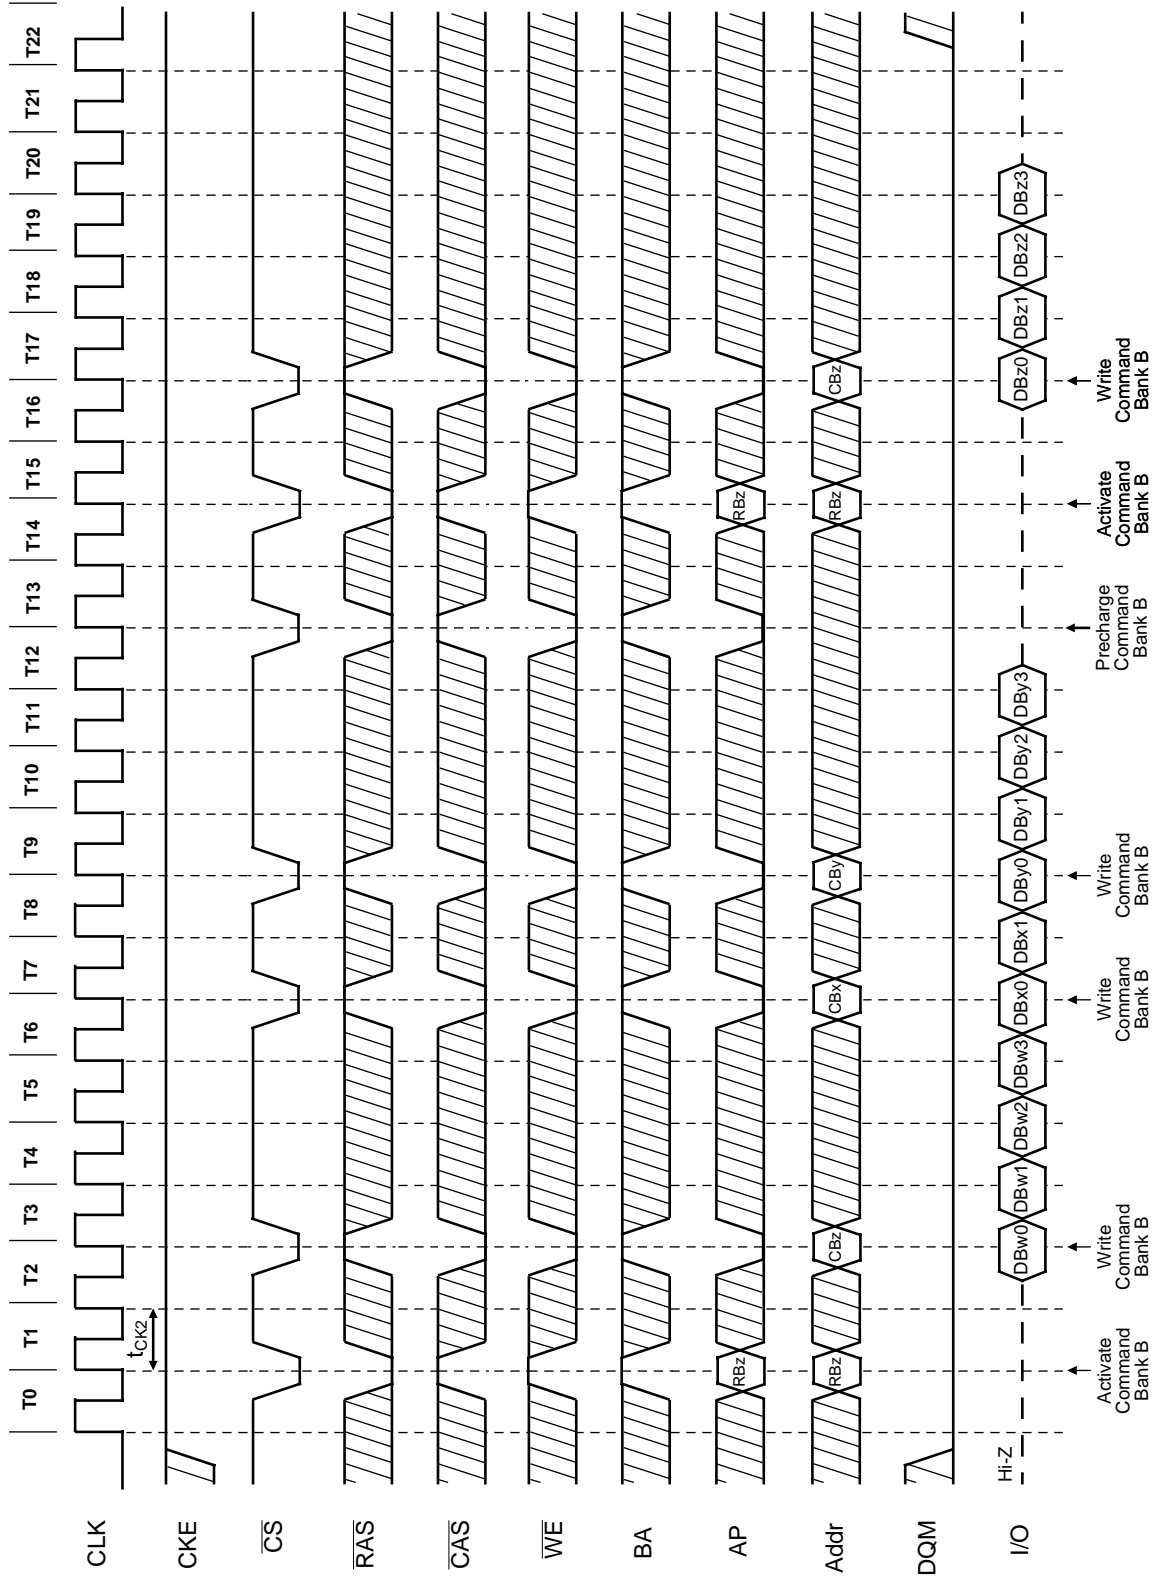 T0 T1 T2 T3 T4 T5 T6 T7 T8 T9 T10 T11 T12 T13 T14 T15 T16 T17 T18 T19 T20 T21 T22
CLK
tCK2
CKE
CS
RAS
CAS
WE
BA
AP
RBz RBz
Addr
RBz CBz CBx CBy RBz CBz
DQM
I/O
Hi-Z
DBw0 DBw1 DBw2 DBw3 DBx0 DBx1 DBy0 DBy1 DBy2 DBy3 DBz0 DBz1 DBz2 DBz3
Activate
Command
Bank B
Write
Command
Bank B
Write
Command
Bank B
Write
Command
Bank B
Precharge
Command
Bank B
Activate
Command
Bank B
Write
Command
Bank B